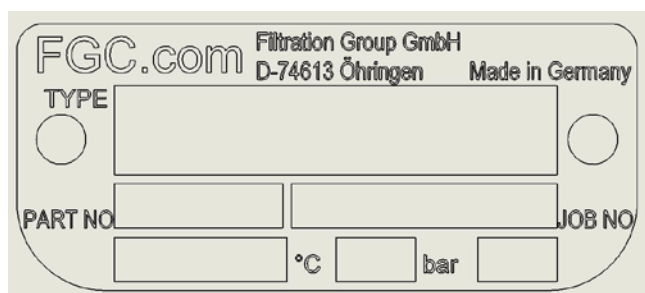 FGC.com Filtration Group GmbH
D-74613 Öhringen Made in Germany
TYPE
PART NO JOB NO
°C bar